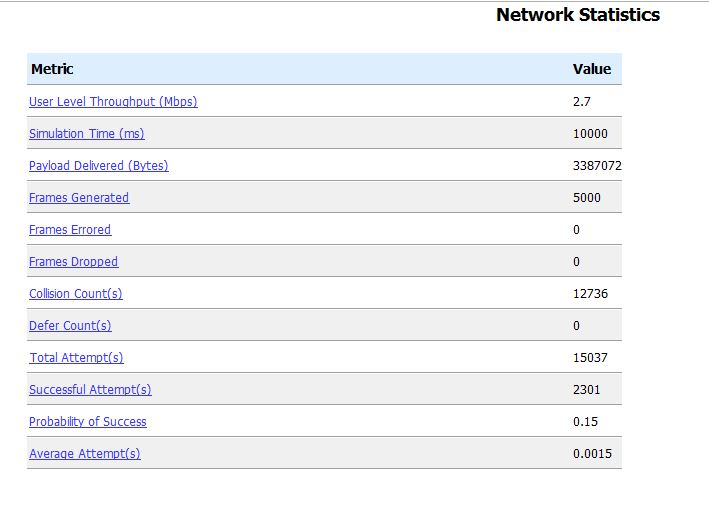 Network Statistics
Metric Value
User Level Throughput (Mbps) 2.7
Simulation Time (ms) 10000
Payload Delivered (Bytes) 3387072
Frames Generated 5000
Frames Errored 0
Frames Dropped 0
Collision Count(s) 12736
Defer Count(s) 0
Total Attempt(s) 15037
Successful Attempt(s) 2301
Probability of Success 0.15
Average Attempt(s) 0.0015